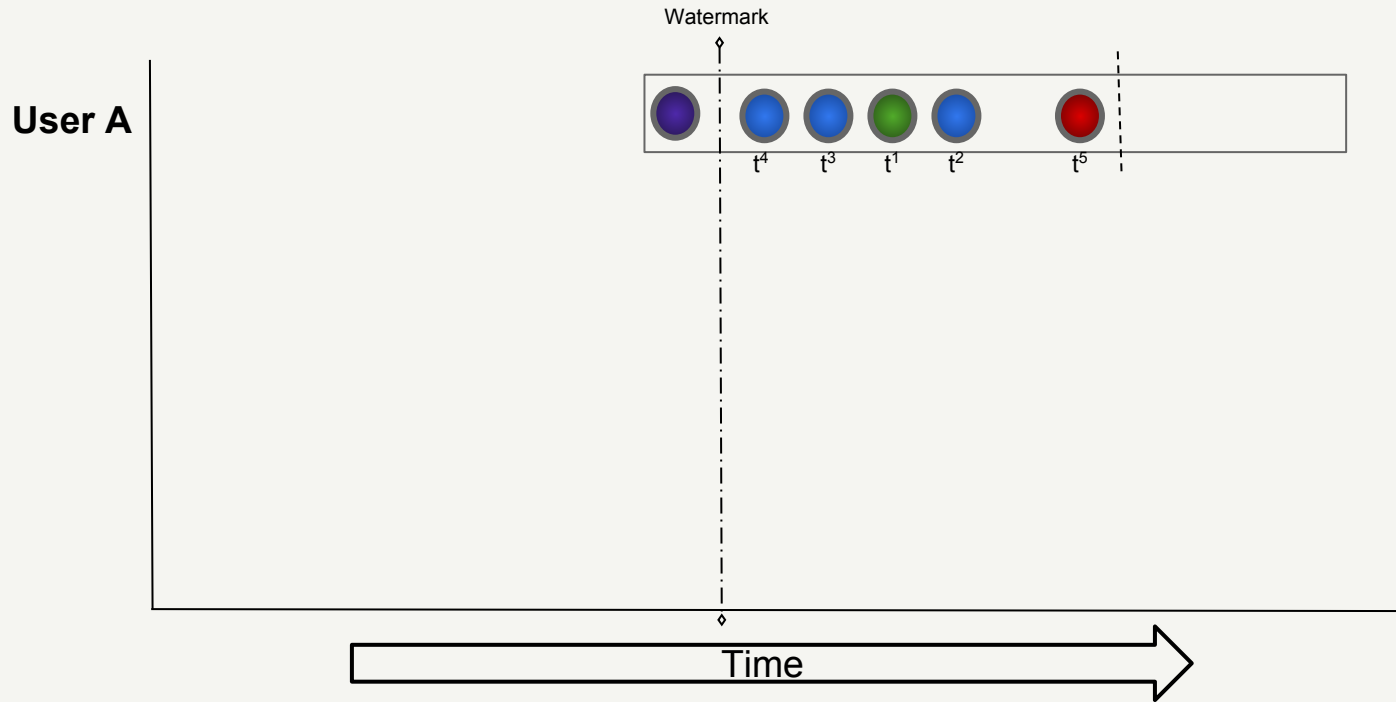 Watermark
User A
t⁴ t³ t¹ t² t⁵
Time